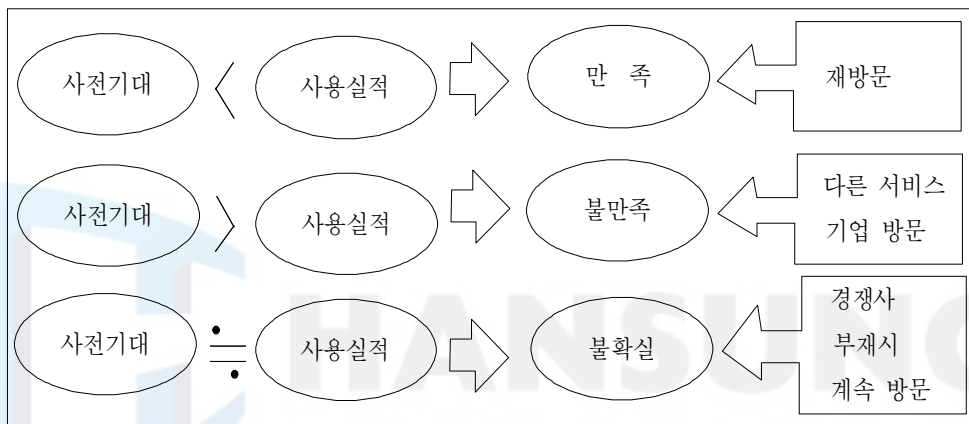 사전기대 < 사용실적 만 족 재방문
사전기대 > 사용실적 불만족 다른 서비스
기업 방문
사전기대 ≒ 사용실적 불확실 경쟁사
부재시
계속 방문
HANSUNG